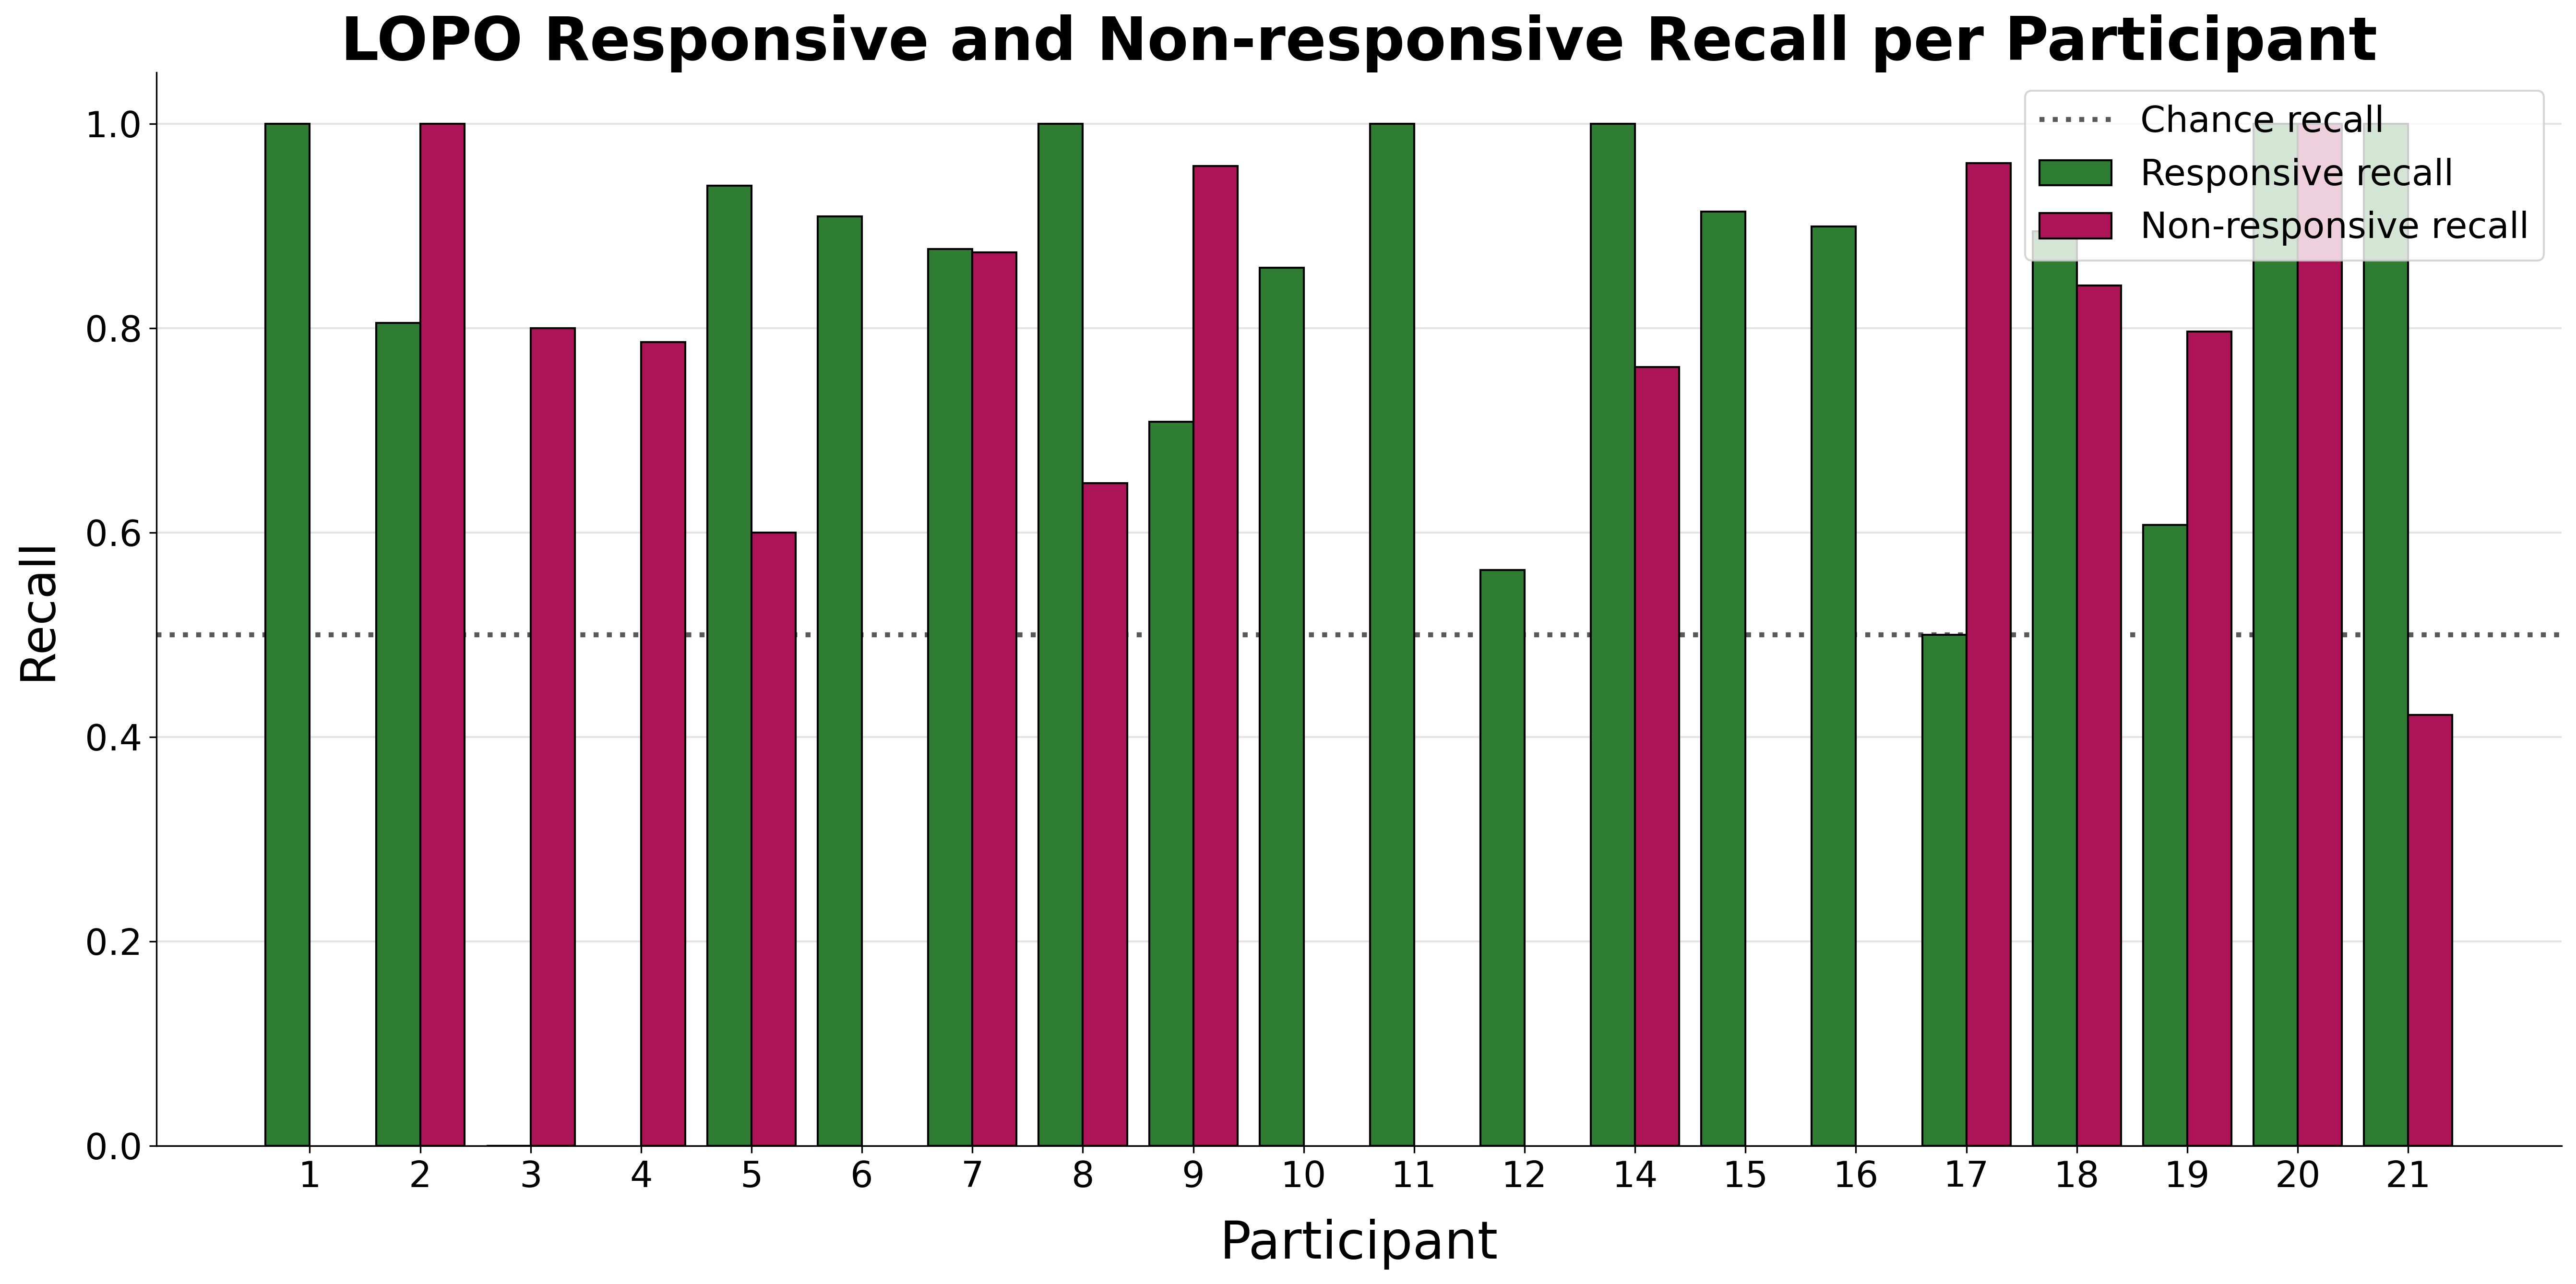 LOPO Responsive and Non-responsive Recall per Participant
Chance recall
Responsive recall
Non-responsive recall
Recall
1.0
0.8
0.6
0.4
0.2
0.0
1 2 3 4 5 6 7 8 9 10 11 12 14 15 16 17 18 19 20 21
Participant